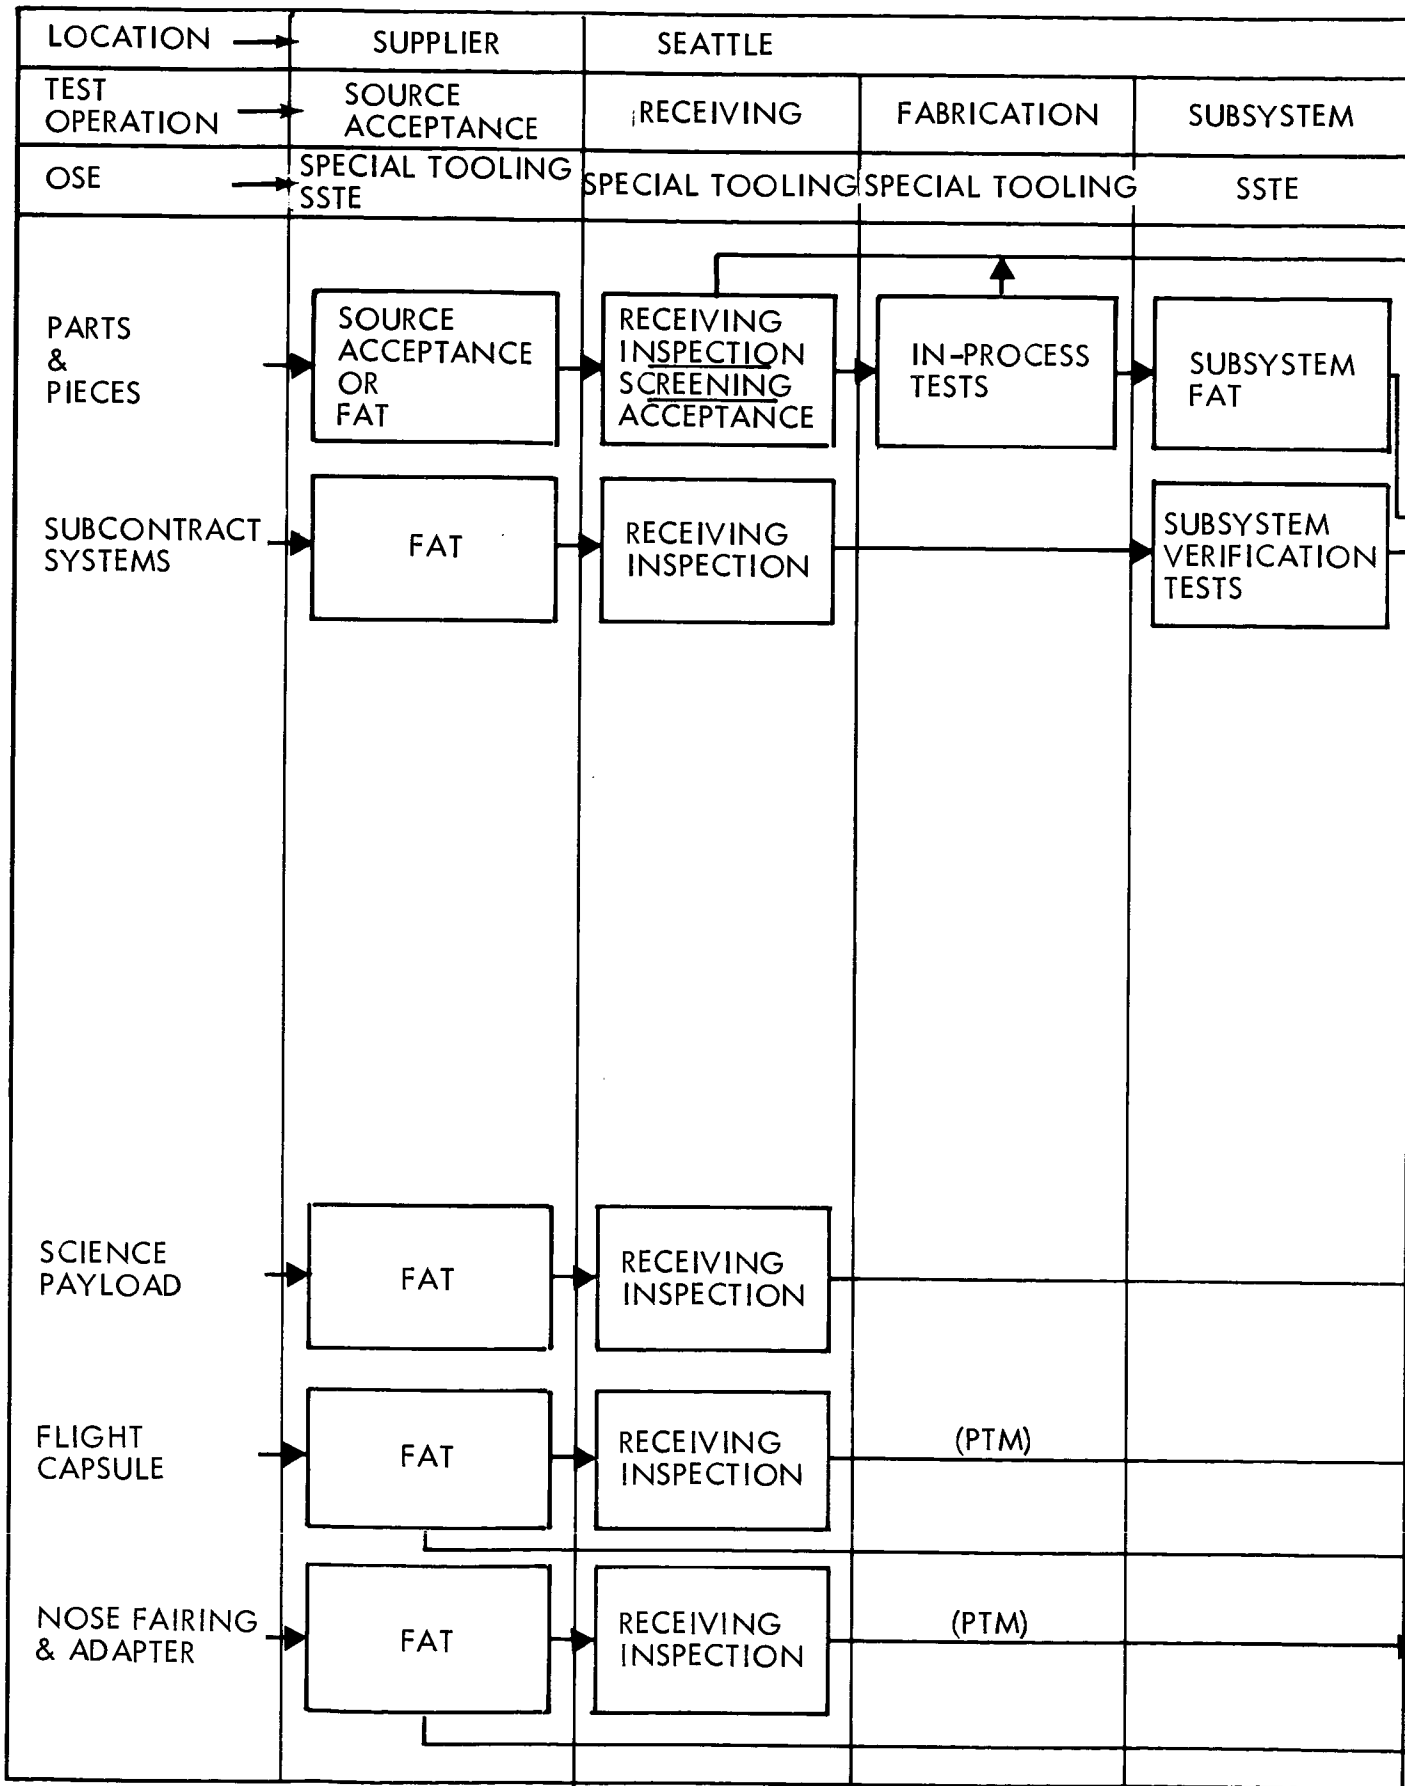 LOCATION
SUPPLIER
SEATTLE
TEST
OPERATION
SOURCE
ACCEPTANCE
RECEIVING
FABRICATION
SUBSYSTEM
OSE
SPECIAL TOOLING
SSTE
SPECIAL TOOLING
SPECIAL TOOLING
SSTE
PARTS
&
PIECES
SOURCE
ACCEPTANCE
OR
FAT
RECEIVING
INSPECTION
SCREENING
ACCEPTANCE
IN-PROCESS
TESTS
SUBSYSTEM
FAT
SUBCONTRACT
SYSTEMS
FAT
RECEIVING
INSPECTION
SUBSYSTEM
VERIFICATION
TESTS
SCIENCE
PAYLOAD
FAT
RECEIVING
INSPECTION
FLIGHT
CAPSULE
FAT
RECEIVING
INSPECTION
(PTM)
NOSE FAIRING
& ADAPTER
FAT
RECEIVING
INSPECTION
(PTM)